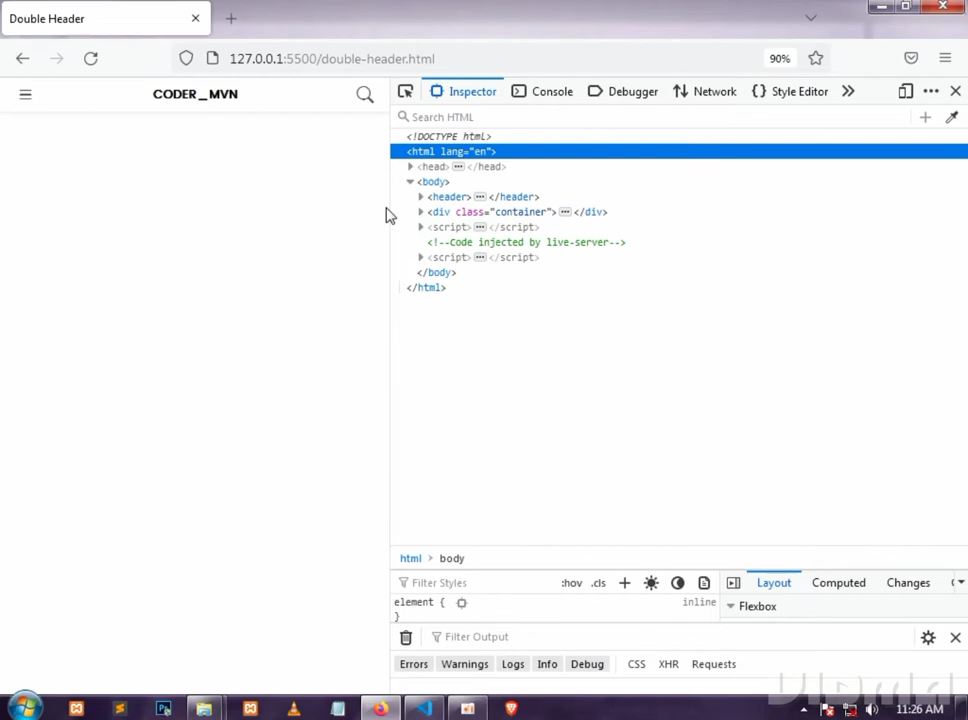 Double Header
127.0.0.1:5500/double-header.html
90%
CODER_MVN
Inspector
Console
Debugger
Network
{ } Style Editor
Search HTML
<!DOCTYPE html>
<html lang="en">
<head> ••• </head>
<body>
<header> ••• </header>
<div class="container"> ••• </div>
<script> ••• </script>
<!--Code injected by live-server-->
<script> ••• </script>
</body>
</html>
html > body
Filter Styles
:hov .cls
Layout
Computed
Changes
element {
inline
}
Flexbox
Filter Output
Errors
Warnings
Logs
Info
Debug
CSS
XHR
Requests
11:26 AM